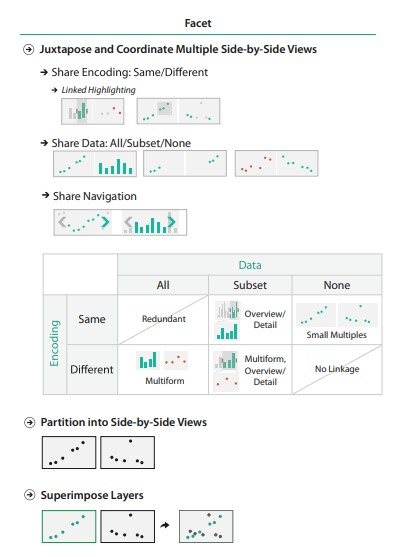 Facet
Juxtapose and Coordinate Multiple Side-by-Side Views
Share Encoding: Same/Different
Linked Highlighting
Share Data: All/Subset/None
Share Navigation
Data
All Subset None
Encoding
Same
Redundant
Overview/
Detail
Small Multiples
Different
Multiform
Multiform,
Overview/
Detail
No Linkage
Partition into Side-by-Side Views
Superimpose Layers